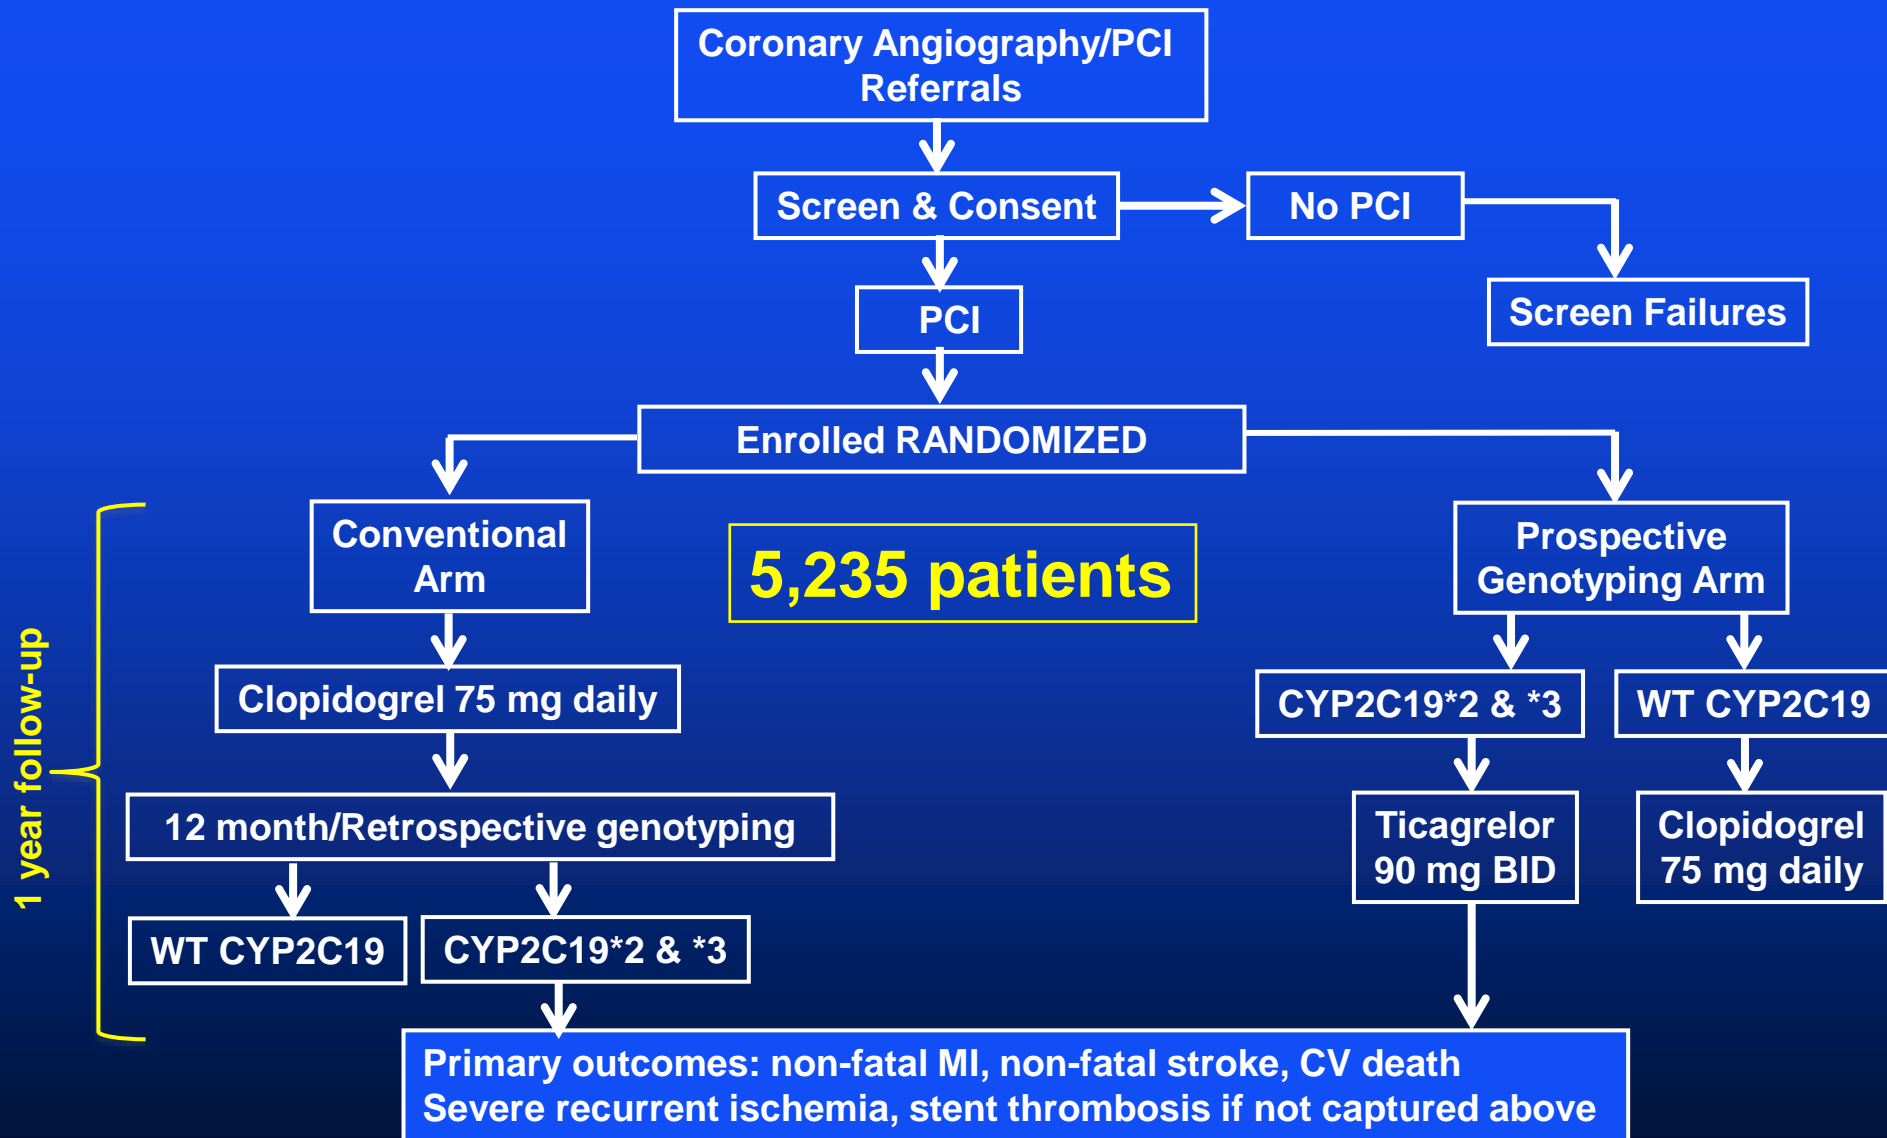 Coronary Angiography/PCI
Referrals
Screen & Consent
No PCI
PCI
Screen Failures
Enrolled RANDOMIZED
Conventional
Arm
5,235 patients
Prospective
Genotyping Arm
Clopidogrel 75 mg daily
CYP2C19*2 & *3
WT CYP2C19
1 year follow-up
12 month/Retrospective genotyping
Ticagrelor
90 mg BID
Clopidogrel
75 mg daily
WT CYP2C19
CYP2C19*2 & *3
Primary outcomes: non-fatal MI, non-fatal stroke, CV death
Severe recurrent ischemia, stent thrombosis if not captured above